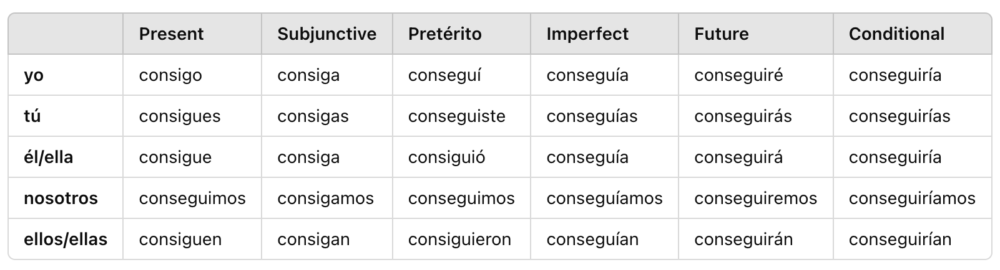 Present Subjunctive Pretérito Imperfect Future Conditional
yo consigo consiga conseguí conseguía conseguiré conseguiría
tú consigues consigas conseguiste conseguías conseguirás conseguirías
él/ella consigue consiga consiguió conseguía conseguirá conseguiría
nosotros conseguimos consigamos conseguimos conseguíamos conseguiremos conseguiríamos
ellos/ellas consiguen consigan consiguieron conseguían conseguirán conseguirían